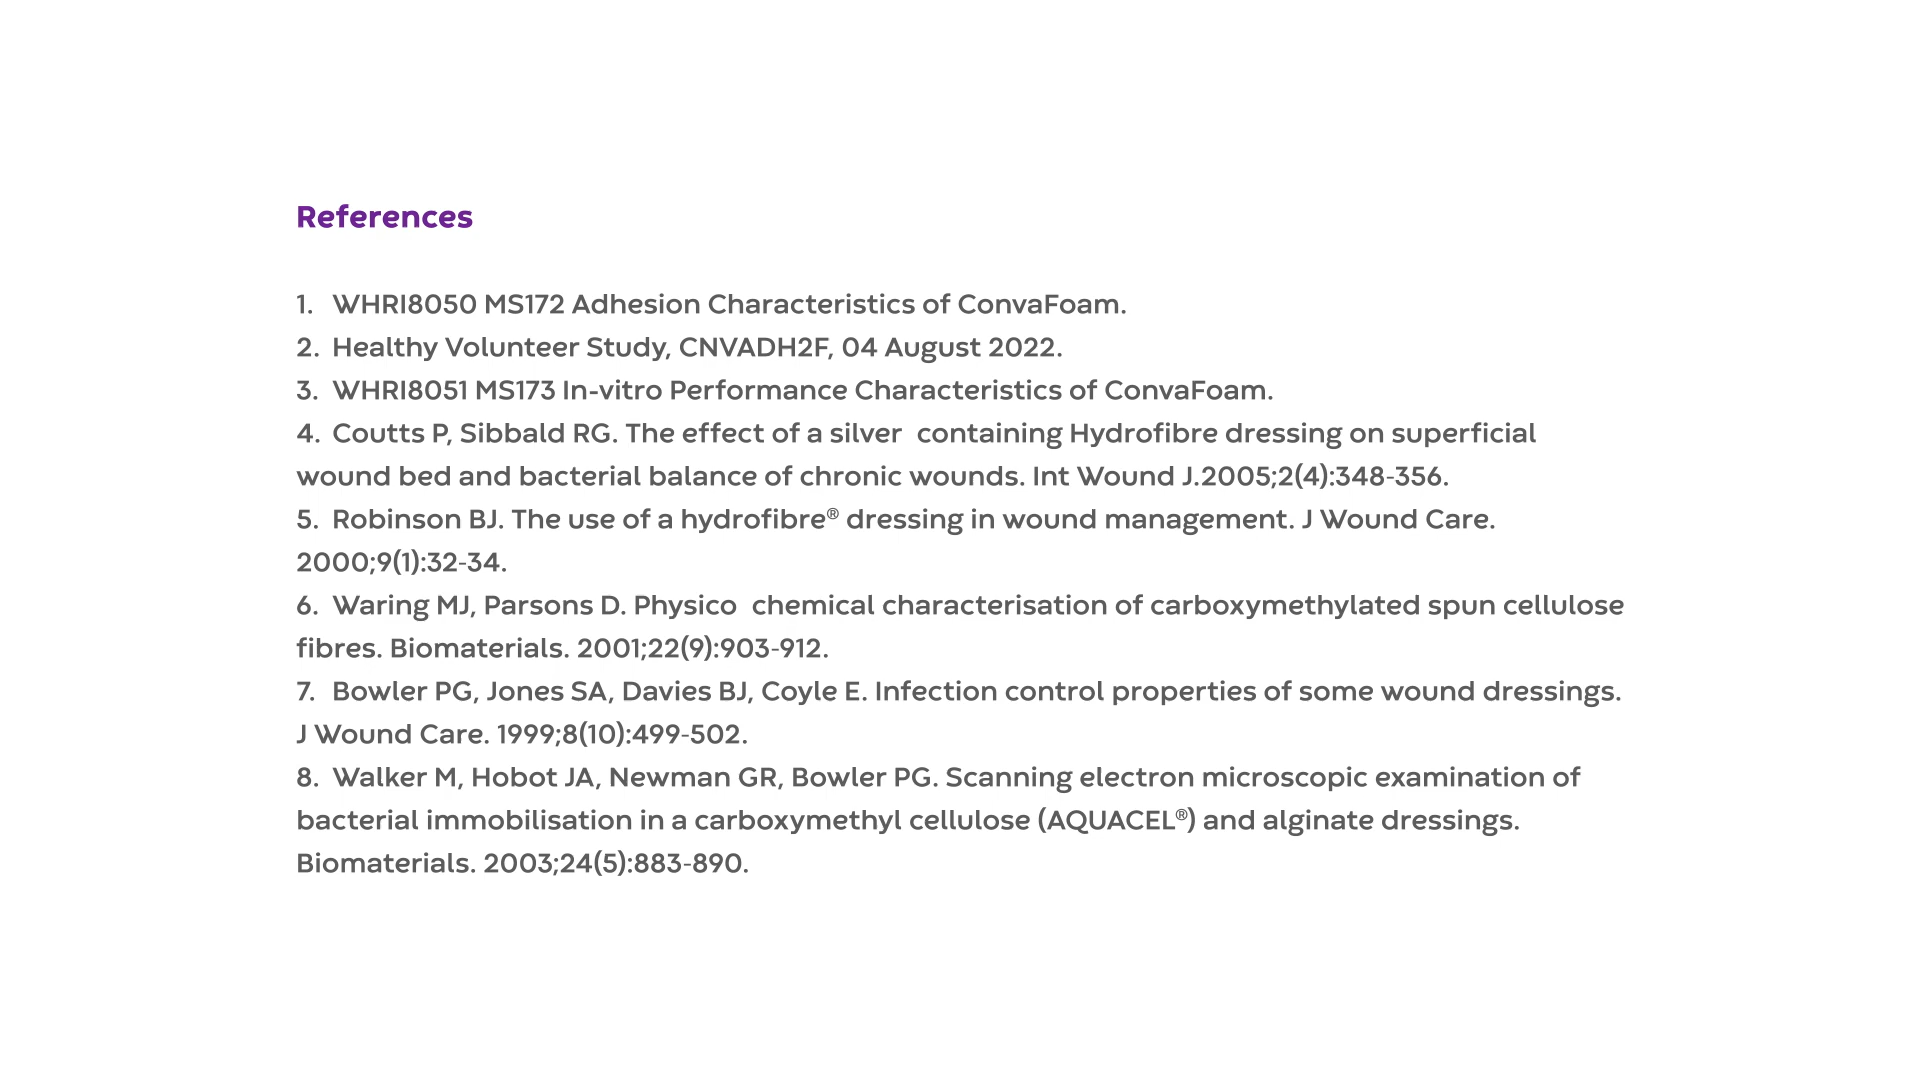 References
1. WHRI8050 MS172 Adhesion Characteristics of ConvaFoam.
2. Healthy Volunteer Study, CNVADH2F, 04 August 2022.
3. WHRI8051 MS173 In-vitro Performance Characteristics of ConvaFoam.
4. Coutts P, Sibbald RG. The effect of a silver  containing Hydrofibre dressing on superficial
wound bed and bacterial balance of chronic wounds. Int Wound J.2005;2(4):348-356.
5. Robinson BJ. The use of a hydrofibre® dressing in wound management. J Wound Care.
2000;9(1):32-34.
6. Waring MJ, Parsons D. Physico  chemical characterisation of carboxymethylated spun cellulose
fibres. Biomaterials. 2001;22(9):903-912.
7. Bowler PG, Jones SA, Davies BJ, Coyle E. Infection control properties of some wound dressings.
J Wound Care. 1999;8(10):499-502.
8. Walker M, Hobot JA, Newman GR, Bowler PG. Scanning electron microscopic examination of
bacterial immobilisation in a carboxymethyl cellulose (AQUACEL®) and alginate dressings.
Biomaterials. 2003;24(5):883-890.